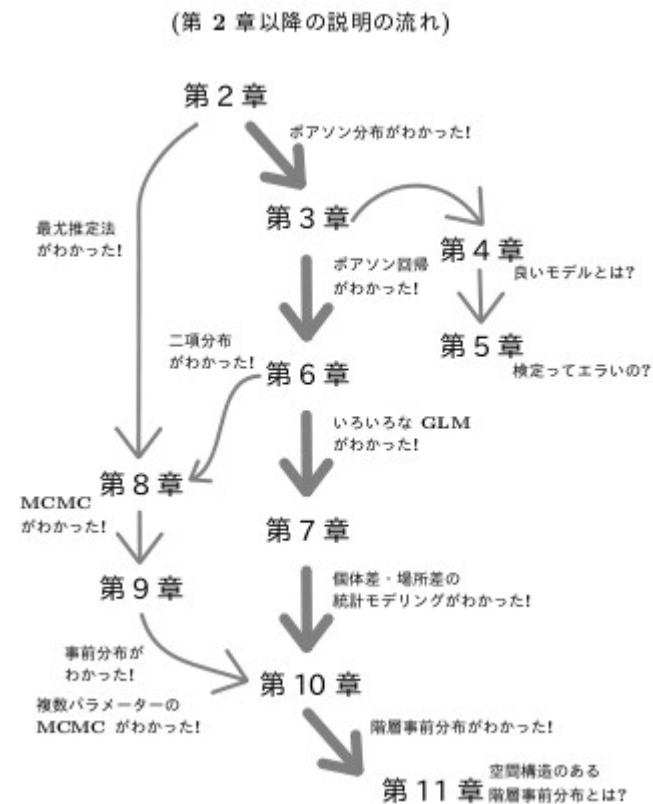 (第 2 章以降の説明の流れ)
第 2 章
ポアソン分布がわかった!
最尤推定法
がわかった!
第 3 章
第 4 章
良いモデルとは?
ポアソン回帰
がわかった!
第 5 章
検定ってエラいの?
二項分布
がわかった!
第 6 章
いろいろな GLM
がわかった!
第 8 章
MCMC
がわかった!
第 7 章
第 9 章
個体差・場所差の
統計モデリングがわかった!
事前分布が
わかった!
複数パラメーターの
MCMC がわかった!
第 10 章
階層事前分布がわかった!
第 11 章
空間構造のある
階層事前分布とは?